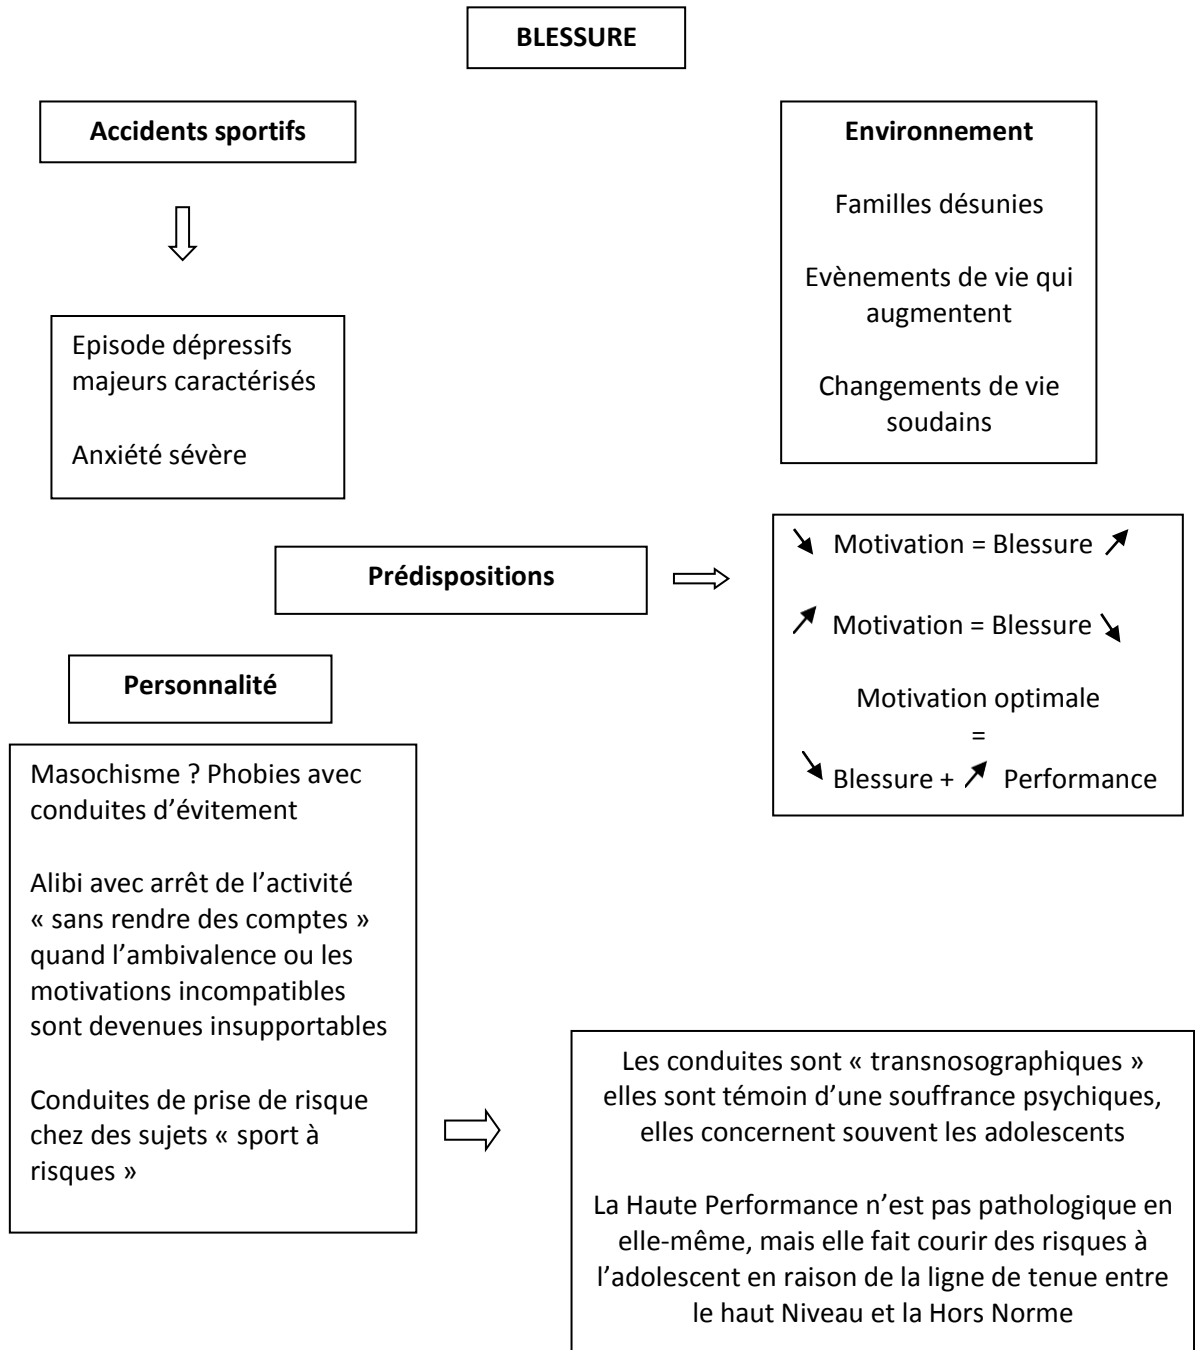 BLESSURE
Accidents sportifs
Environnement
Familles désunies
Evènements de vie qui
augmentent
Changements de vie
soudains
Episode dépressifs
majeurs caractérisés
Anxiété sévère
Prédispositions
↘ Motivation = Blessure ↗
↗ Motivation = Blessure ↘
Motivation optimale
=
↘ Blessure + ↗ Performance
Personnalité
Masochisme ? Phobies avec
conduites d’évitement
Alibi avec arrêt de l’activité
« sans rendre des comptes »
quand l’ambivalence ou les
motivations incompatibles
sont devenues insupportables
Conduites de prise de risque
chez des sujets « sport à
risques »
Les conduites sont « transnosographiques »
elles sont témoin d’une souffrance psychiques,
elles concernent souvent les adolescents
La Haute Performance n’est pas pathologique en
elle-même, mais elle fait courir des risques à
l’adolescent en raison de la ligne de tenue entre
le haut Niveau et la Hors Norme